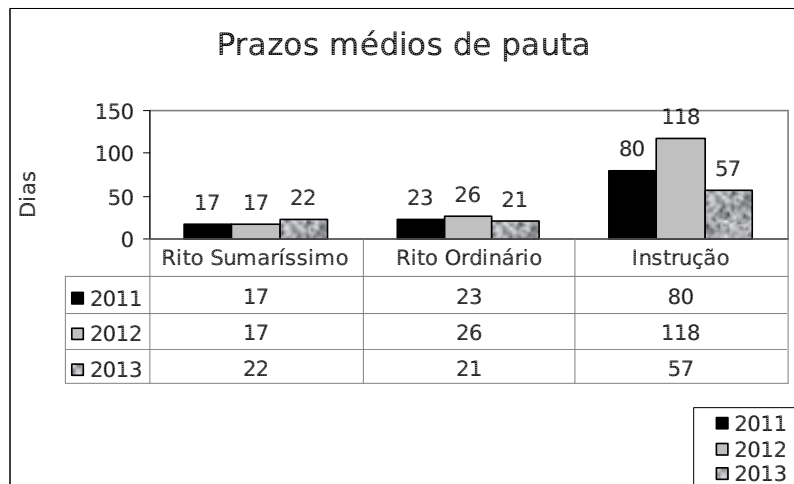 Prazos médios de pauta
Dias
150
100
50
0
17 17 22
23 26 21
80 118 57
Rito Sumaríssimo Rito Ordinário Instrução
2011 17 23 80
2012 17 26 118
2013 22 21 57
2011
2012
2013